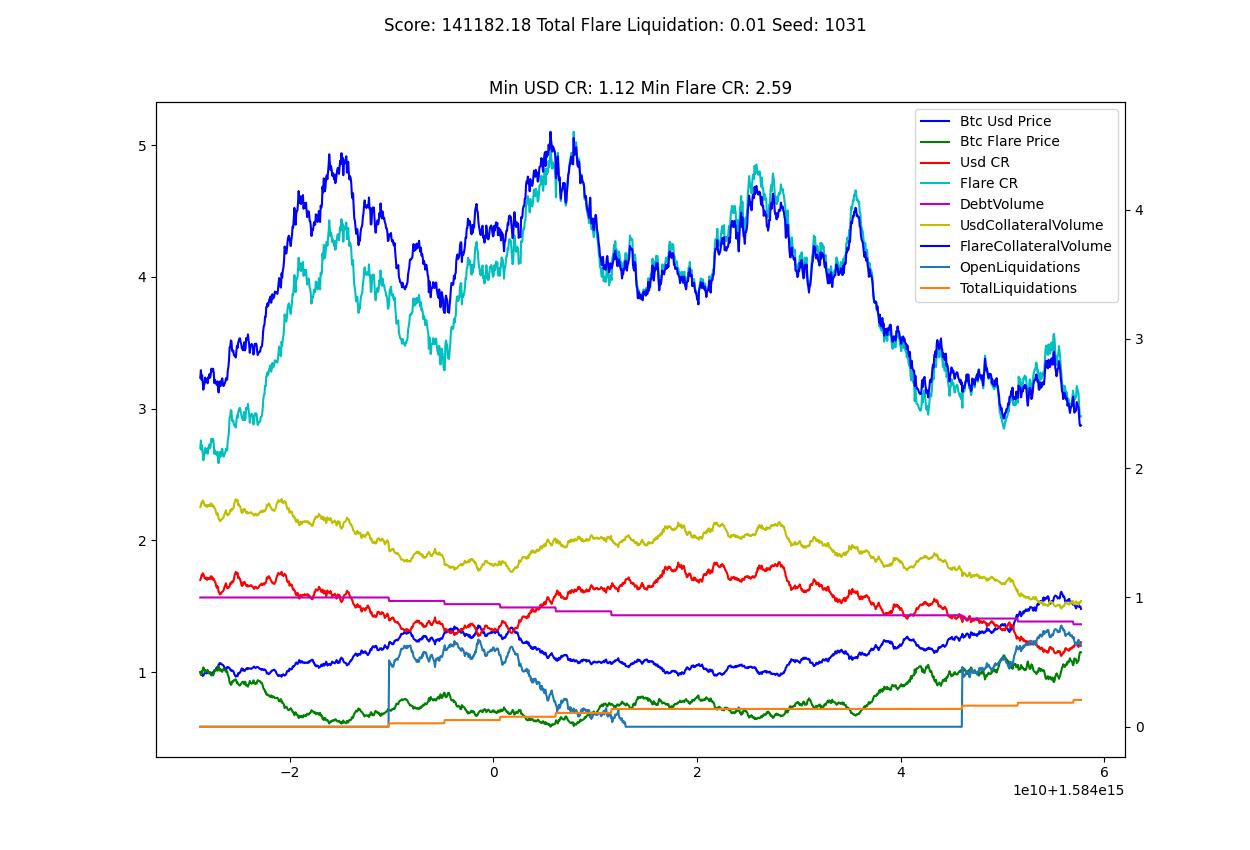 Score: 141182.18 Total Flare Liquidation: 0.01 Seed: 1031
Min USD CR: 1.12 Min Flare CR: 2.59
Btc Usd Price
Btc Flare Price
Usd CR
Flare CR
DebtVolume
UsdCollateralVolume
FlareCollateralVolume
OpenLiquidations
TotalLiquidations
5
4
3
2
1
4
3
2
1
0
−2
0
2
4
6
1e10+1.584e15